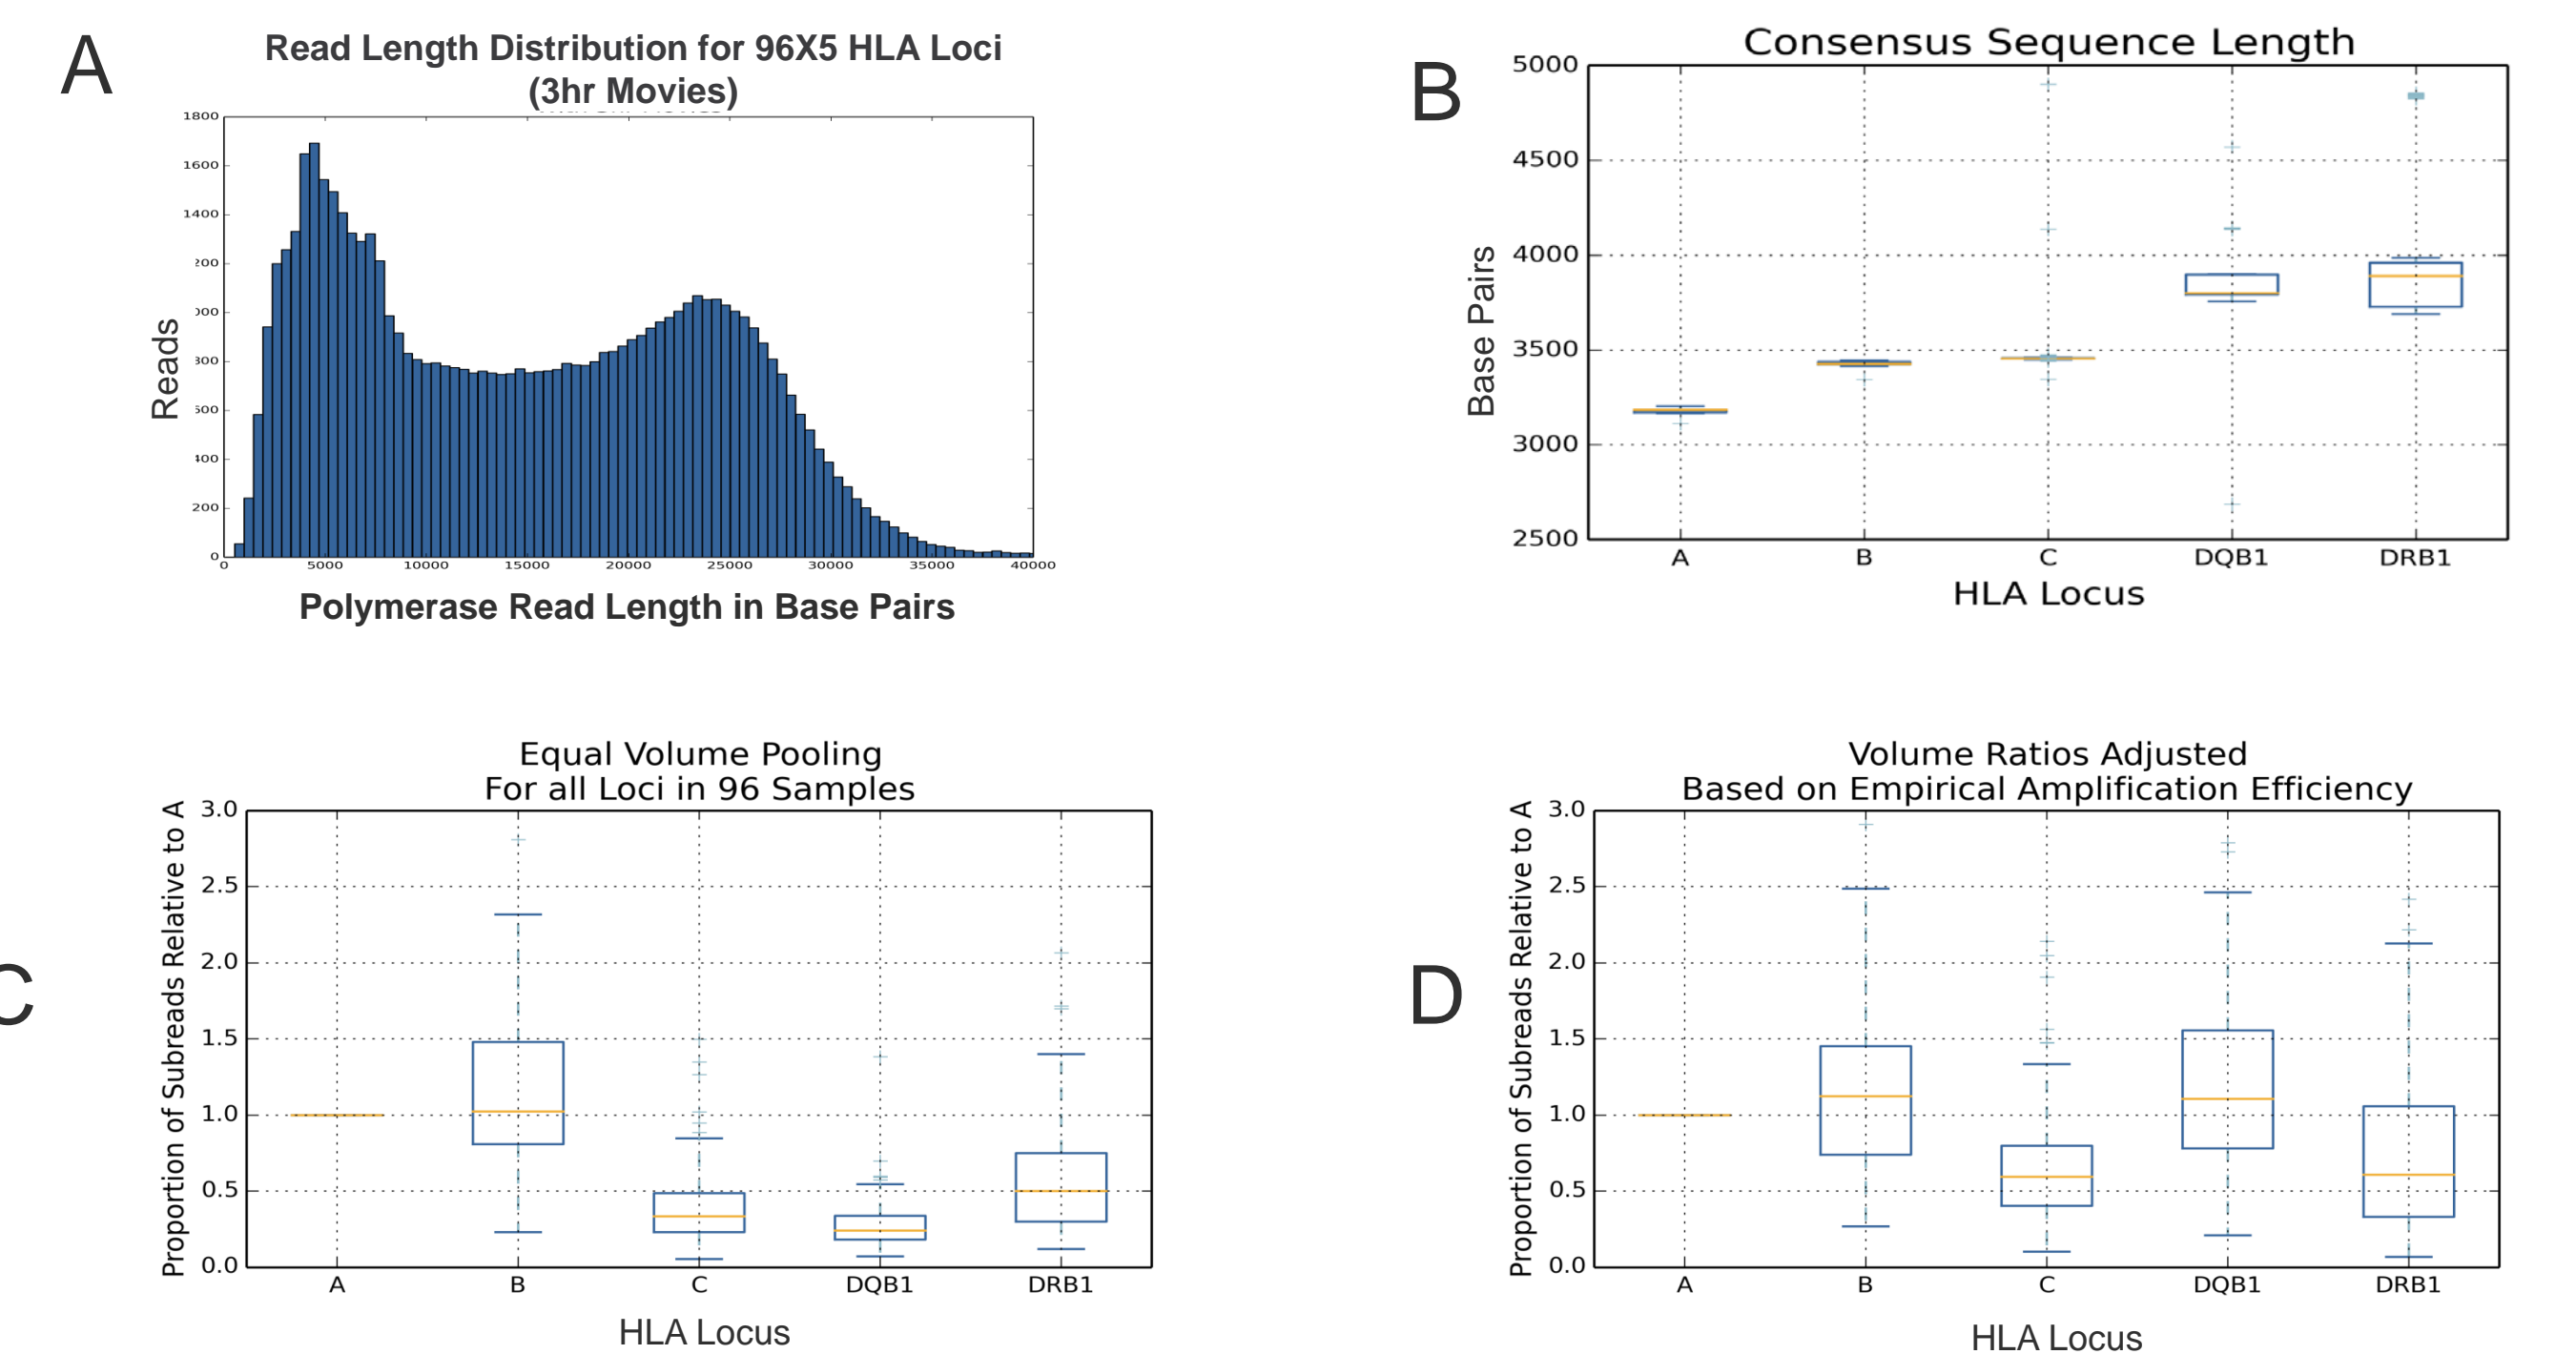 A
Read Length Distribution for 96X5 HLA Loci
(3hr Movies)
1800
1600
1400
200
00
800
600
400
200
0
0 5000 10000 15000 20000 25000 30000 35000 40000
Reads
Polymerase Read Length in Base Pairs
B
Consensus Sequence Length
5000
4500
4000
3500
3000
2500
A B C DQB1 DRB1
Base Pairs
HLA Locus
C
Equal Volume Pooling
For all Loci in 96 Samples
3.0
2.5
2.0
1.5
1.0
0.5
0.0
A B C DQB1 DRB1
Proportion of Subreads Relative to A
HLA Locus
D
Volume Ratios Adjusted
Based on Empirical Amplification Efficiency
3.0
2.5
2.0
1.5
1.0
0.5
0.0
A B C DQB1 DRB1
Proportion of Subreads Relative to A
HLA Locus